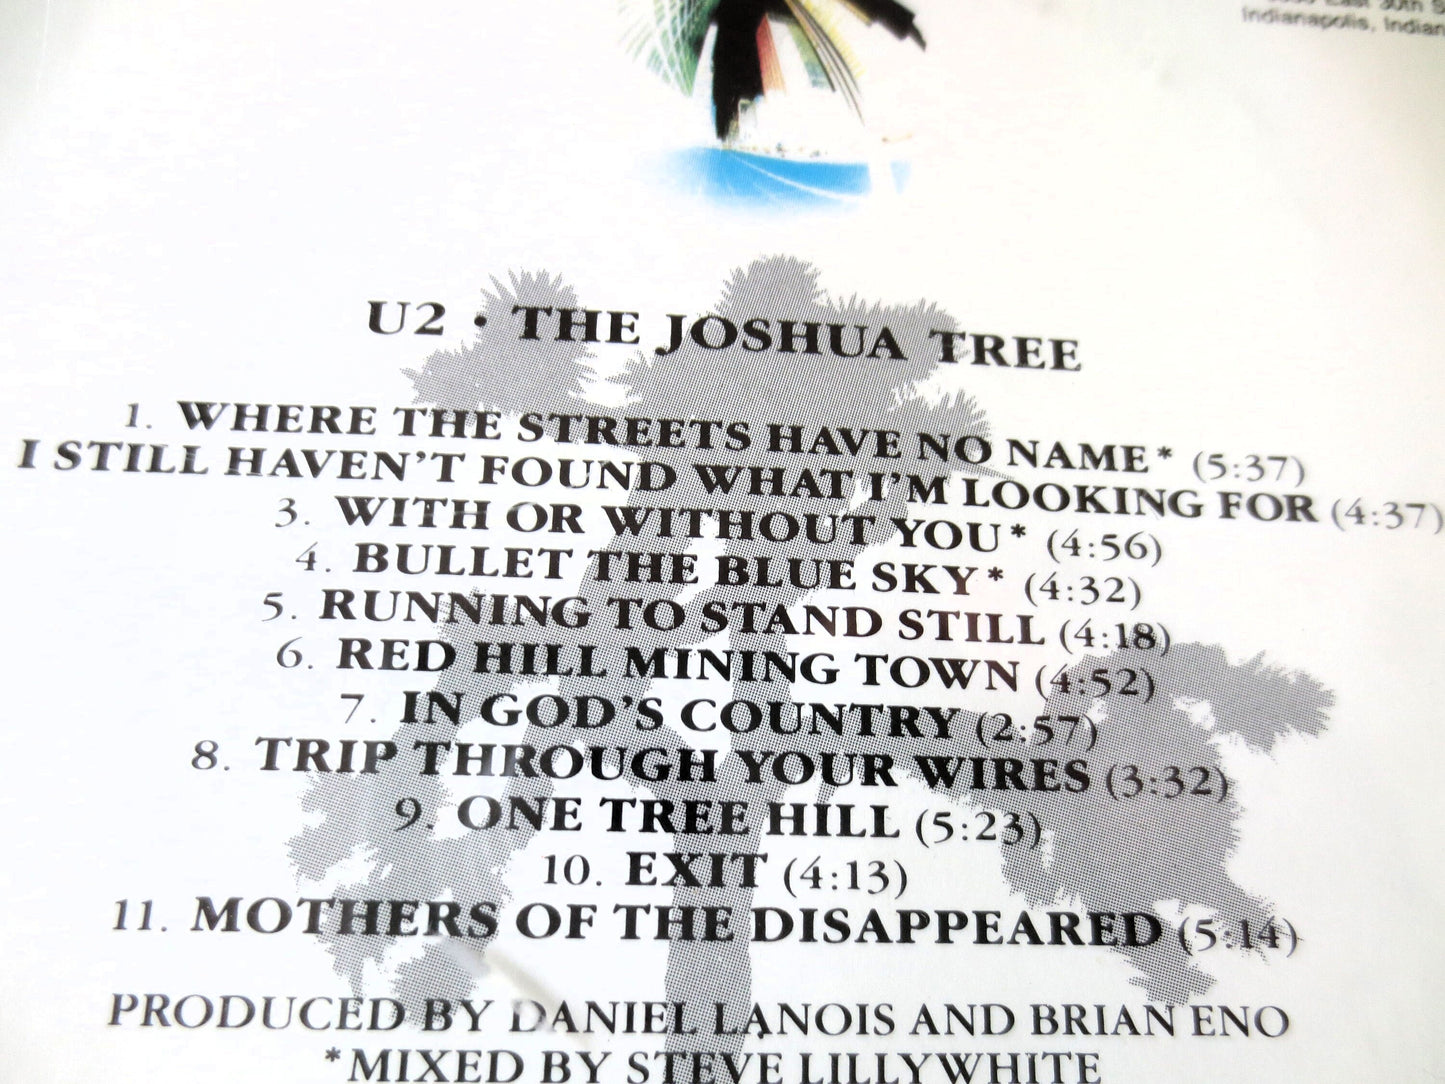 East 30th S
Indianapolis, Indian
U2 • THE JOSHUA TREE
1. WHERE THE STREETS HAVE NO NAME* (5:37)
I STILL HAVEN'T FOUND WHAT I'M LOOKING FOR (4:37)
3. WITH OR WITHOUT YOU* (4:56)
4. BULLET THE BLUE SKY* (4:32)
5. RUNNING TO STAND STILL (4:18)
6. RED HILL MINING TOWN (4:52)
7. IN GOD'S COUNTRY (2:57)
8. TRIP THROUGH YOUR WIRES (3:32)
9. ONE TREE HILL (5:23)
10. EXIT (4:13)
11. MOTHERS OF THE DISAPPEARED (5:14)
PRODUCED BY DANIEL LANOIS AND BRIAN ENO
*MIXED BY STEVE LILLYWHITE